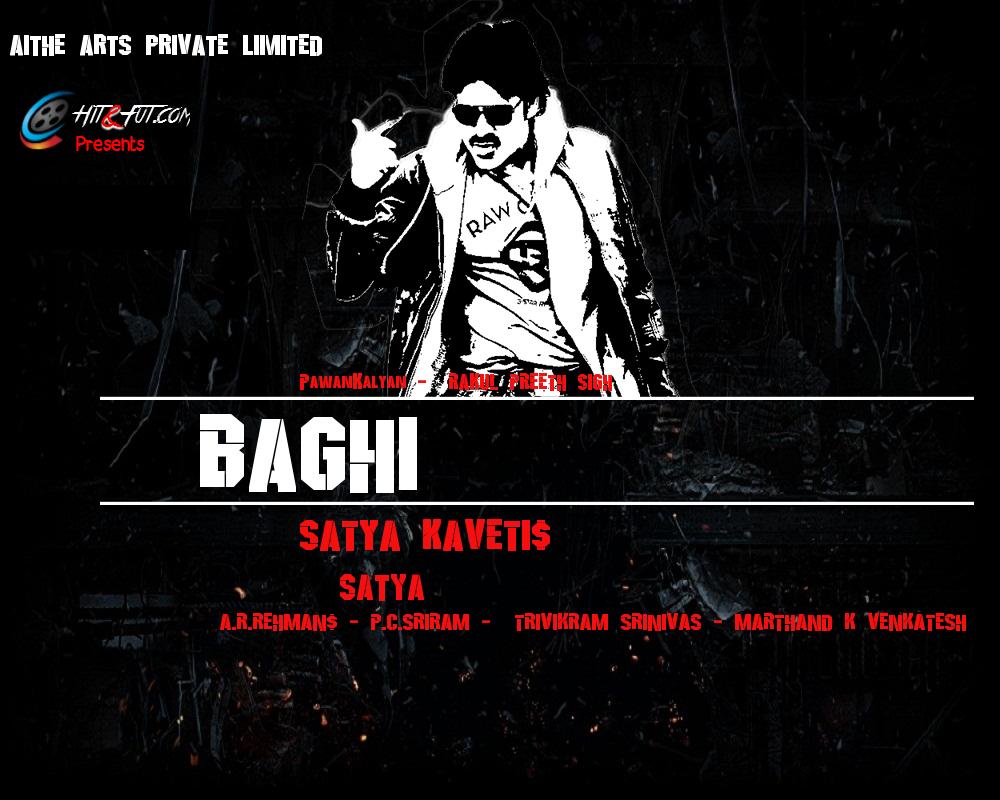 AITHE ARTS PRIVATE LIIMITED
HIT&FUT.COM
Presents
RAW
PAWANKALYAN - RAKUL PREETH SIGH
BAGHI
SATYA KAVETI$
SATYA
A.R.REHMAN$ - P.C.SRIRAM - TRIVIKRAM SRINIVAS - MARTHAND K VENKATESH